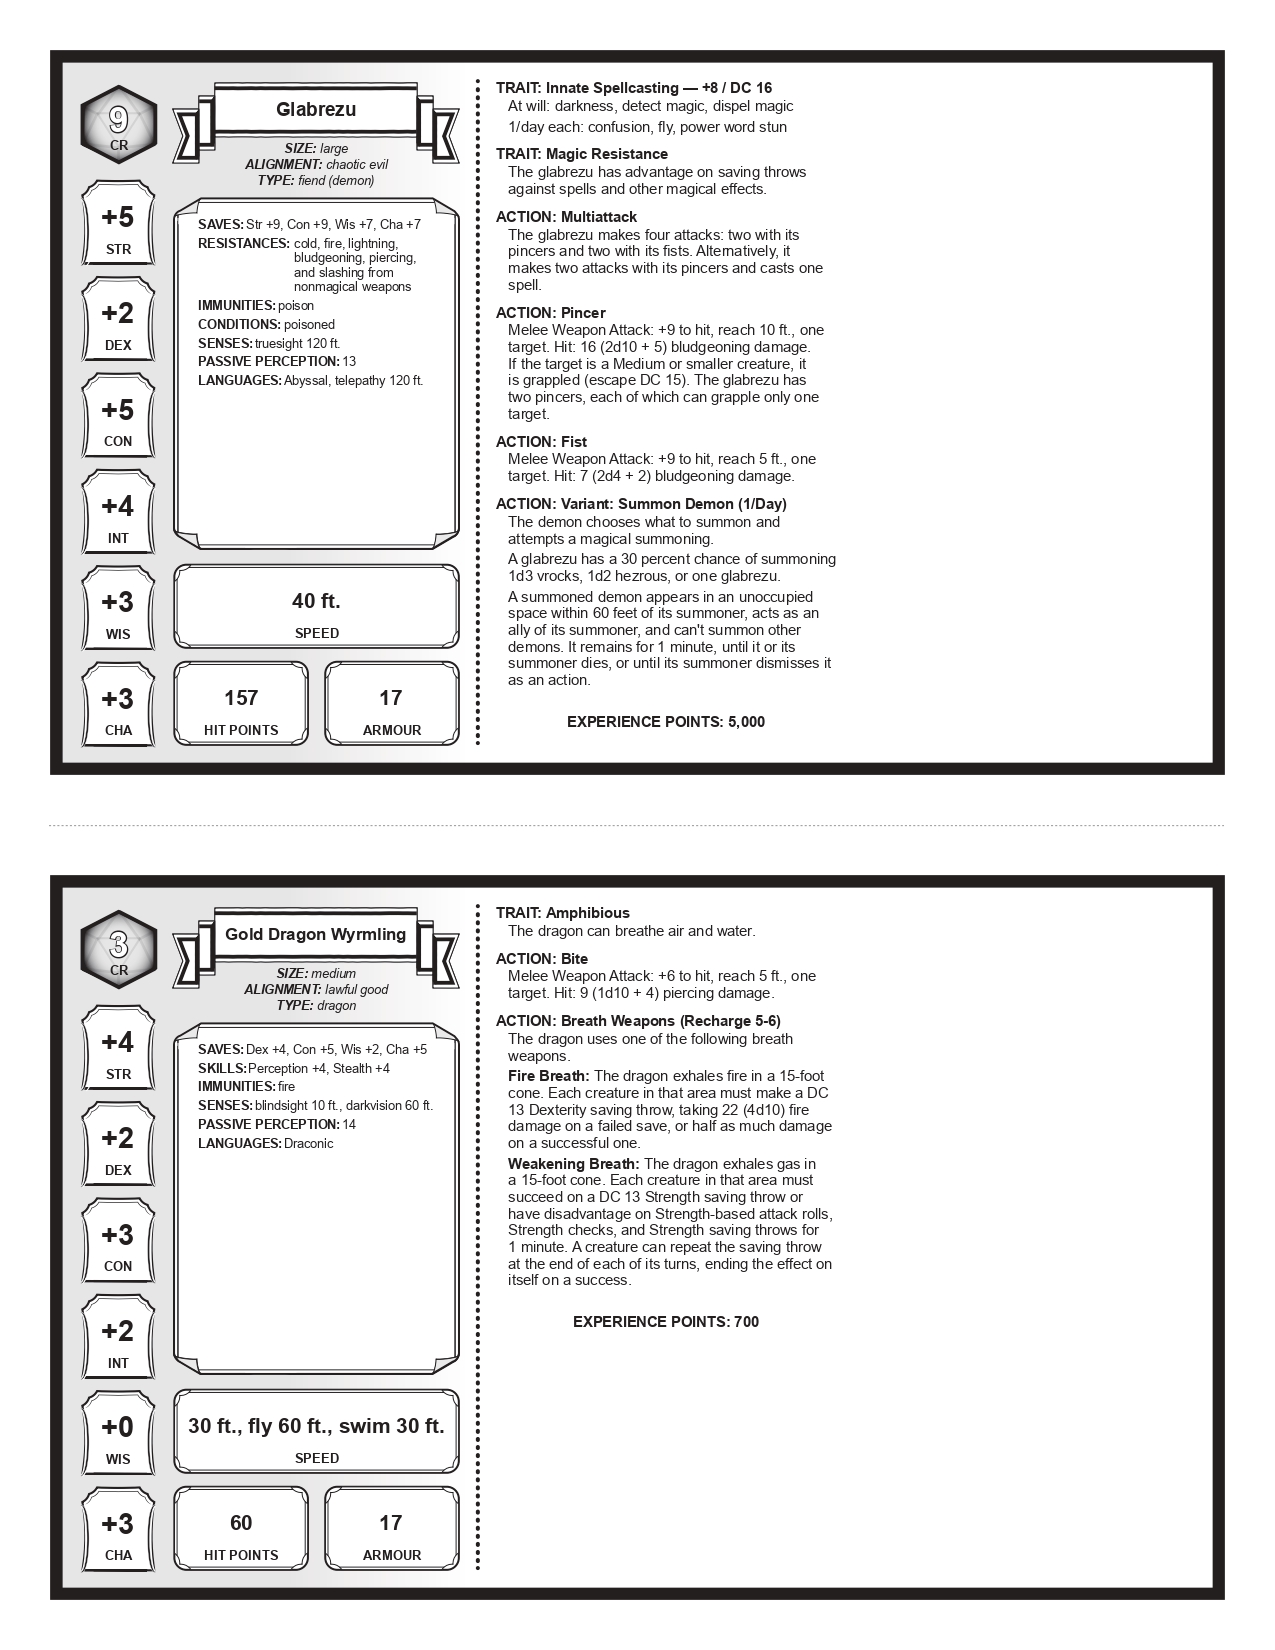 9
CR
Glabrezu
SIZE: large
ALIGNMENT: chaotic evil
TYPE: fiend (demon)
+5
STR
+2
DEX
+5
CON
+4
INT
+3
WIS
+3
CHA
SAVES: Str +9, Con +9, Wis +7, Cha +7
RESISTANCES: cold, fire, lightning,
bludgeoning, piercing,
and slashing from
nonmagical weapons
IMMUNITIES: poison
CONDITIONS: poisoned
SENSES: truesight 120 ft.
PASSIVE PERCEPTION: 13
LANGUAGES: Abyssal, telepathy 120 ft.
40 ft.
SPEED
157
HIT POINTS
17
ARMOUR
TRAIT: Innate Spellcasting — +8 / DC 16
At will: darkness, detect magic, dispel magic
1/day each: confusion, fly, power word stun
TRAIT: Magic Resistance
The glabrezu has advantage on saving throws
against spells and other magical effects.
ACTION: Multiattack
The glabrezu makes four attacks: two with its
pincers and two with its fists. Alternatively, it
makes two attacks with its pincers and casts one
spell.
ACTION: Pincer
Melee Weapon Attack: +9 to hit, reach 10 ft., one
target. Hit: 16 (2d10 + 5) bludgeoning damage.
If the target is a Medium or smaller creature, it
is grappled (escape DC 15). The glabrezu has
two pincers, each of which can grapple only one
target.
ACTION: Fist
Melee Weapon Attack: +9 to hit, reach 5 ft., one
target. Hit: 7 (2d4 + 2) bludgeoning damage.
ACTION: Variant: Summon Demon (1/Day)
The demon chooses what to summon and
attempts a magical summoning.
A glabrezu has a 30 percent chance of summoning
1d3 vrocks, 1d2 hezrous, or one glabrezu.
A summoned demon appears in an unoccupied
space within 60 feet of its summoner, acts as an
ally of its summoner, and can't summon other
demons. It remains for 1 minute, until it or its
summoner dies, or until its summoner dismisses it
as an action.
EXPERIENCE POINTS: 5,000
3
CR
Gold Dragon Wyrmling
SIZE: medium
ALIGNMENT: lawful good
TYPE: dragon
+4
STR
+2
DEX
+3
CON
+2
INT
+0
WIS
+3
CHA
SAVES: Dex +4, Con +5, Wis +2, Cha +5
SKILLS: Perception +4, Stealth +4
IMMUNITIES: fire
SENSES: blindsight 10 ft., darkvision 60 ft.
PASSIVE PERCEPTION: 14
LANGUAGES: Draconic
30 ft., fly 60 ft., swim 30 ft.
SPEED
60
HIT POINTS
17
ARMOUR
TRAIT: Amphibious
The dragon can breathe air and water.
ACTION: Bite
Melee Weapon Attack: +6 to hit, reach 5 ft., one
target. Hit: 9 (1d10 + 4) piercing damage.
ACTION: Breath Weapons (Recharge 5-6)
The dragon uses one of the following breath
weapons.
Fire Breath: The dragon exhales fire in a 15-foot
cone. Each creature in that area must make a DC
13 Dexterity saving throw, taking 22 (4d10) fire
damage on a failed save, or half as much damage
on a successful one.
Weakening Breath: The dragon exhales gas in
a 15-foot cone. Each creature in that area must
succeed on a DC 13 Strength saving throw or
have disadvantage on Strength-based attack rolls,
Strength checks, and Strength saving throws for
1 minute. A creature can repeat the saving throw
at the end of each of its turns, ending the effect on
itself on a success.
EXPERIENCE POINTS: 700